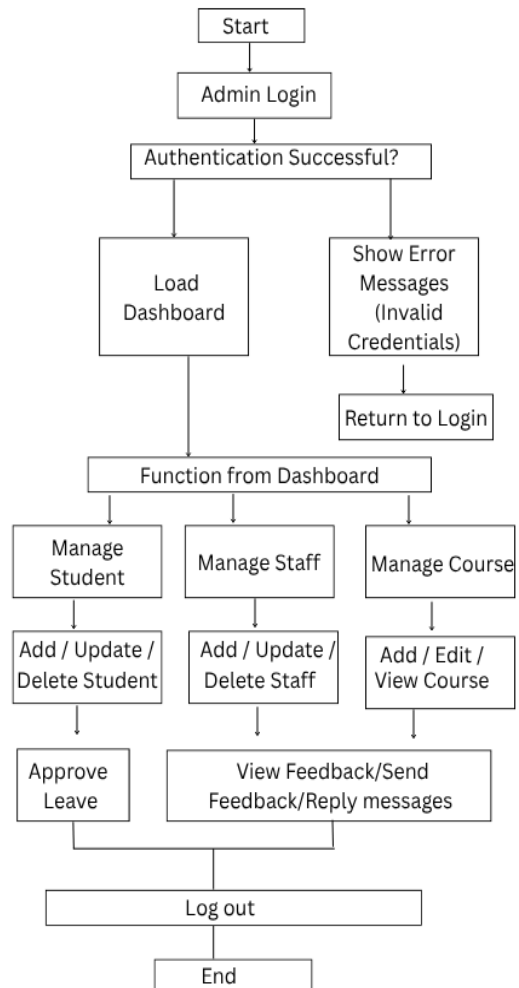 Start
Admin Login
Authentication Successful?
Load
Dashboard
Show Error
Messages
(Invalid
Credentials)
Return to Login
Function from Dashboard
Manage
Student
Manage Staff
Manage Course
Add / Update /
Delete Student
Add / Update /
Delete Staff
Add / Edit /
View Course
Approve
Leave
View Feedback/Send
Feedback/Reply messages
Log out
End